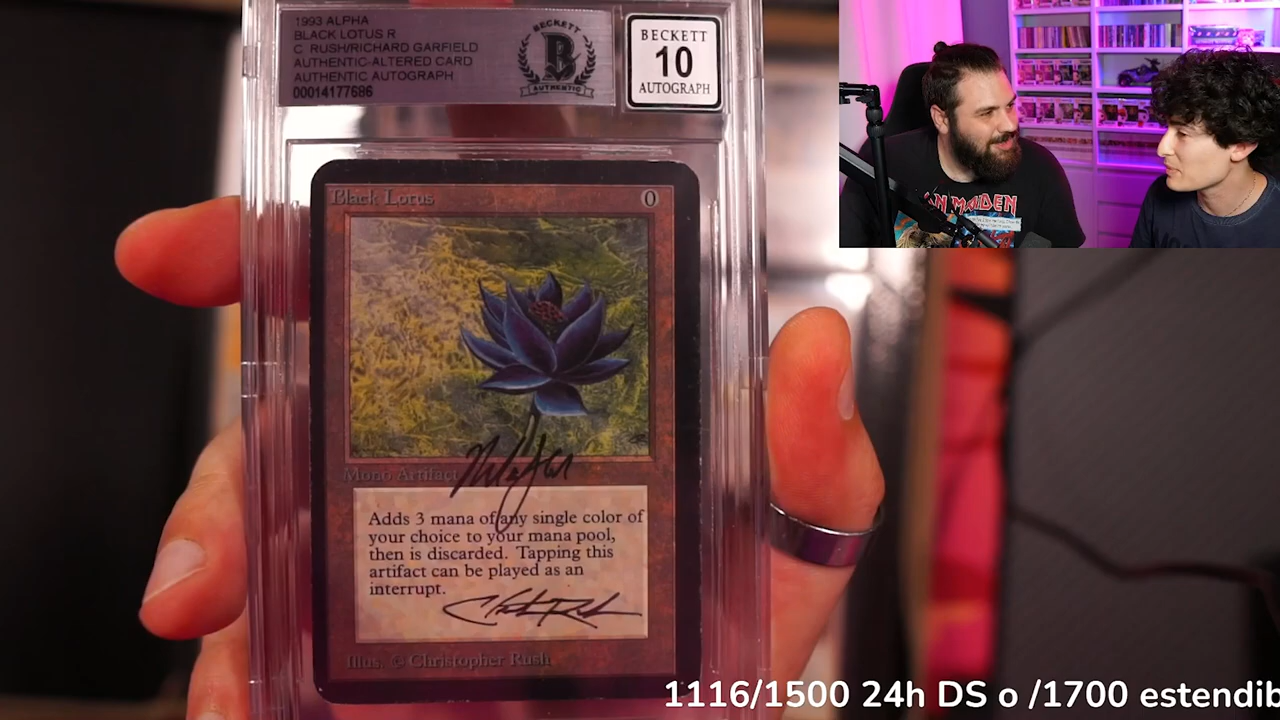 1993 ALPHA
BLACK LOTUS R
C RUSH/RICHARD GARFIELD
AUTHENTIC-ALTERED CARD
AUTHENTIC AUTOGRAPH
00014177686
BECKETT
B
AUTHENTIC
BECKETT
10
AUTOGRAPH
Black Lotus 0
Mono Artifact
Adds 3 mana of any single color of
your choice to your mana pool,
then is discarded. Tapping this
artifact can be played as an
interrupt.
Illus. © Christopher Rush
MAIDEN
1116/1500 24h DS o /1700 estendib